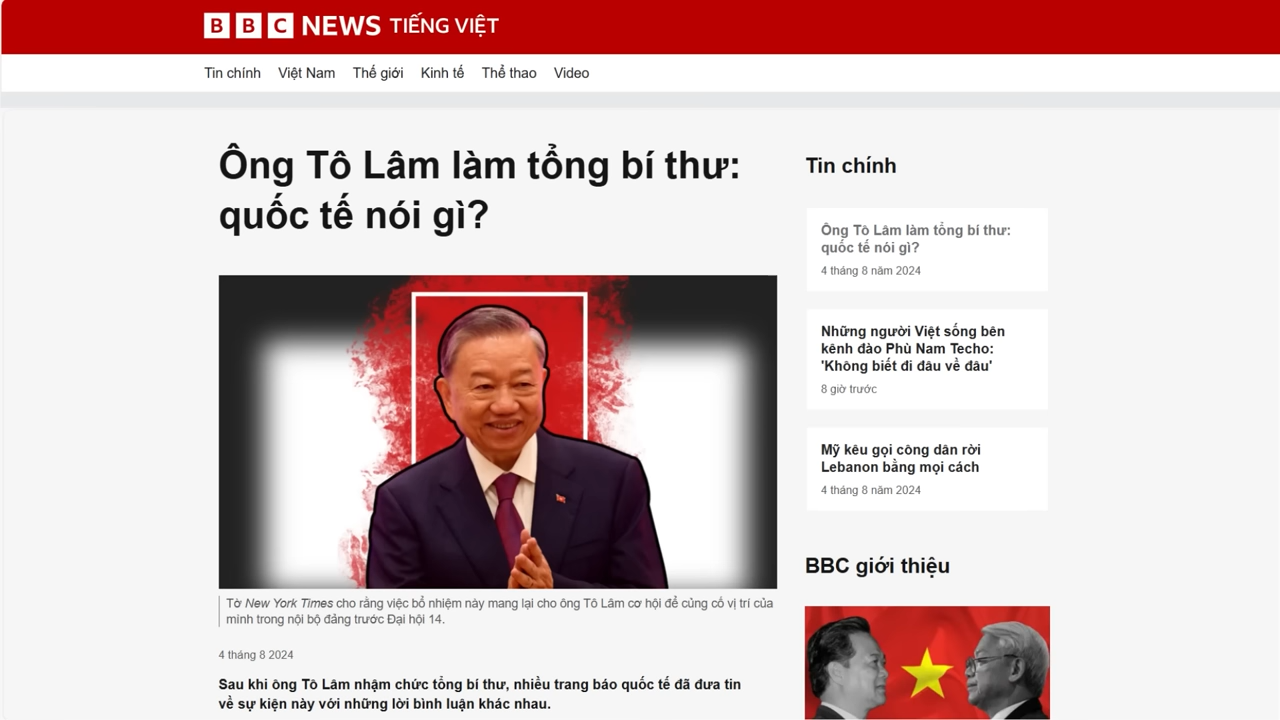 BBC NEWS TIẾNG VIỆT
Tin chính Việt Nam Thế giới Kinh tế Thể thao Video
Ông Tô Lâm làm tổng bí thư:
quốc tế nói gì?
Tờ New York Times cho rằng việc bổ nhiệm này mang lại cho ông Tô Lâm cơ hội để củng cố vị trí của
mình trong nội bộ đảng trước Đại hội 14.
4 tháng 8 2024
Sau khi ông Tô Lâm nhậm chức tổng bí thư, nhiều trang báo quốc tế đã đưa tin
về sự kiện này với những lời bình luận khác nhau.
Tin chính
Ông Tô Lâm làm tổng bí thư:
quốc tế nói gì?
4 tháng 8 năm 2024
Những người Việt sống bên
kênh đào Phù Nam Techo:
'Không biết đi đâu về đâu'
8 giờ trước
Mỹ kêu gọi công dân rời
Lebanon bằng mọi cách
4 tháng 8 năm 2024
BBC giới thiệu